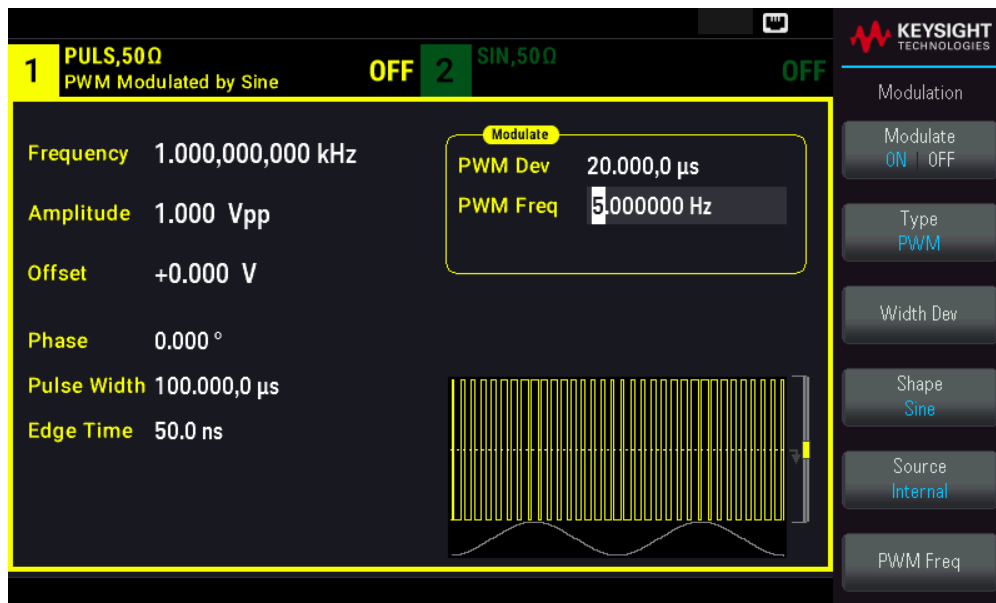 KEYSIGHT
TECHNOLOGIES
1
PULS,50Ω
PWM Modulated by Sine
OFF
2
SIN,50Ω
OFF
Frequency 1.000,000,000 kHz
Amplitude 1.000 Vpp
Offset +0.000 V
Phase 0.000 °
Pulse Width 100.000,0 µs
Edge Time 50.0 ns
Modulate
PWM Dev 20.000,0 µs
PWM Freq 5.000000 Hz
Modulation
Modulate
ON | OFF
Type
PWM
Width Dev
Shape
Sine
Source
Internal
PWM Freq